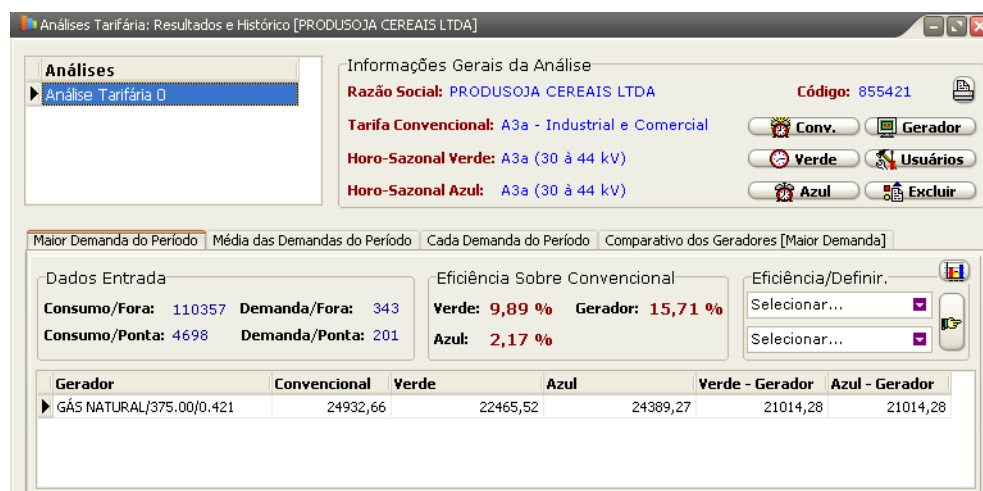 Análises Tarifária: Resultados e Histórico [PRODUSOJA CEREAIS LTDA]
Análises
Análise Tarifária 0
Informações Gerais da Análise
Razão Social: PRODUSOJA CEREAIS LTDA Código: 855421
Tarifa Convencional: A3a - Industrial e Comercial Conv. Gerador
Horo-Sazonal Verde: A3a (30 à 44 kV) Verde Usuários
Horo-Sazonal Azul: A3a (30 à 44 kV) Azul Excluir
Maior Demanda do Período Média das Demandas do Período Cada Demanda do Período Comparativo dos Geradores [Maior Demanda]
Dados Entrada Eficiência Sobre Convencional Eficiência/Definir.
Consumo/Fora: 110357 Demanda/Fora: 343 Verde: 9,89 % Gerador: 15,71 % Selecionar...
Consumo/Ponta: 4698 Demanda/Ponta: 201 Azul: 2,17 % Selecionar...
Gerador Convencional Verde Azul Verde - Gerador Azul - Gerador
GÁS NATURAL/375.00/0.421 24932,66 22465,52 24389,27 21014,28 21014,28